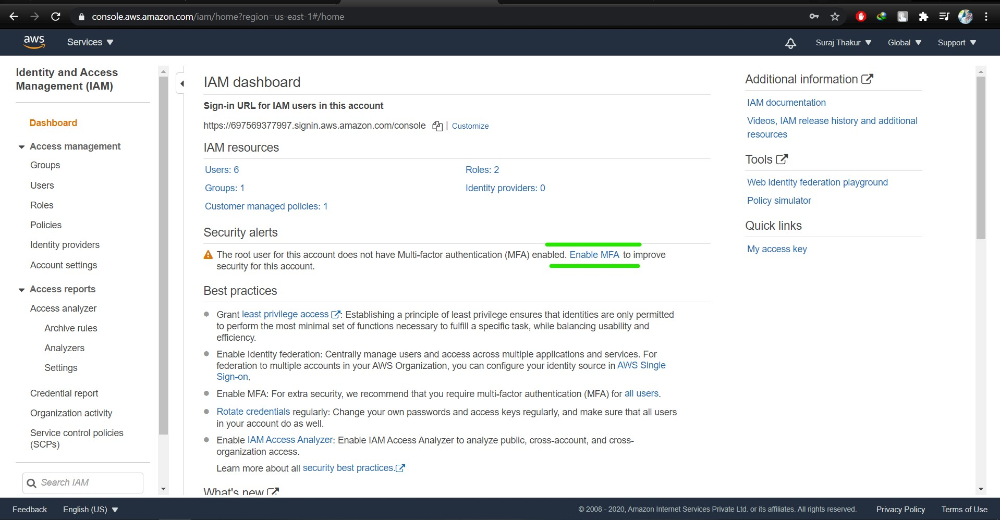 console.aws.amazon.com/iam/home?region=us-east-1#/home
aws
Services
Suraj Thakur
Global
Support
Identity and Access
Management (IAM)
Dashboard
Access management
Groups
Users
Roles
Policies
Identity providers
Account settings
Access reports
Access analyzer
Archive rules
Analyzers
Settings
Credential report
Organization activity
Service control policies
(SCPs)
Search IAM
IAM dashboard
Sign-in URL for IAM users in this account
https://697569377997.signin.aws.amazon.com/console | Customize
IAM resources
Users: 6
Roles: 2
Groups: 1
Identity providers: 0
Customer managed policies: 1
Security alerts
The root user for this account does not have Multi-factor authentication (MFA) enabled. Enable MFA to improve
security for this account.
Best practices
Grant least privilege access : Establishing a principle of least privilege ensures that identities are only permitted
to perform the most minimal set of functions necessary to fulfill a specific task, while balancing usability and
efficiency.
Enable Identity federation: Centrally manage users and access across multiple applications and services. For
federation to multiple accounts in your AWS Organization, you can configure your identity source in AWS Single
Sign-on.
Enable MFA: For extra security, we recommend that you require multi-factor authentication (MFA) for all users.
Rotate credentials regularly: Change your own passwords and access keys regularly, and make sure that all users
in your account do as well.
Enable IAM Access Analyzer: Enable IAM Access Analyzer to analyze public, cross-account, and cross-
organization access.
Learn more about all security best practices.
What's new
Additional information
IAM documentation
Videos, IAM release history and additional
resources
Tools
Web identity federation playground
Policy simulator
Quick links
My access key
Feedback
English (US)
© 2008 - 2020, Amazon Internet Services Private Ltd. or its affiliates. All rights reserved.
Privacy Policy
Terms of Use